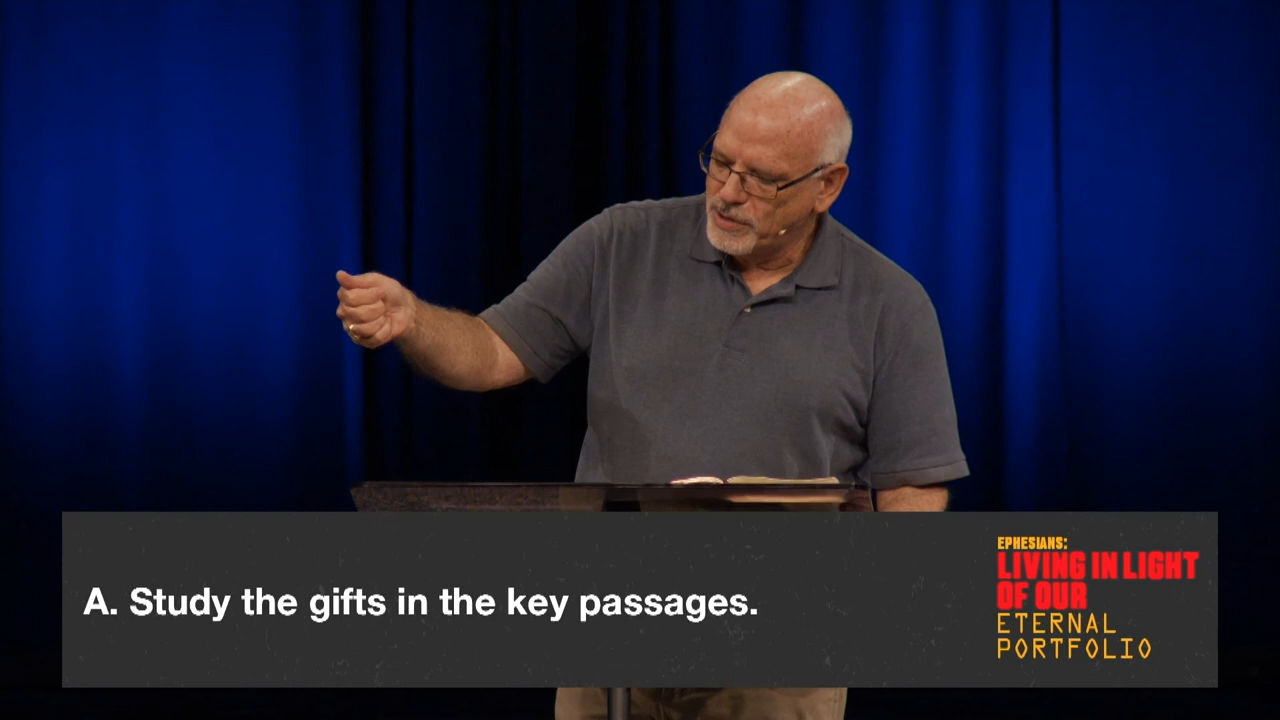 A. Study the gifts in the key passages.
EPHESIANS:
LIVING IN LIGHT
OF OUR
ETERNAL
PORTFOLIO